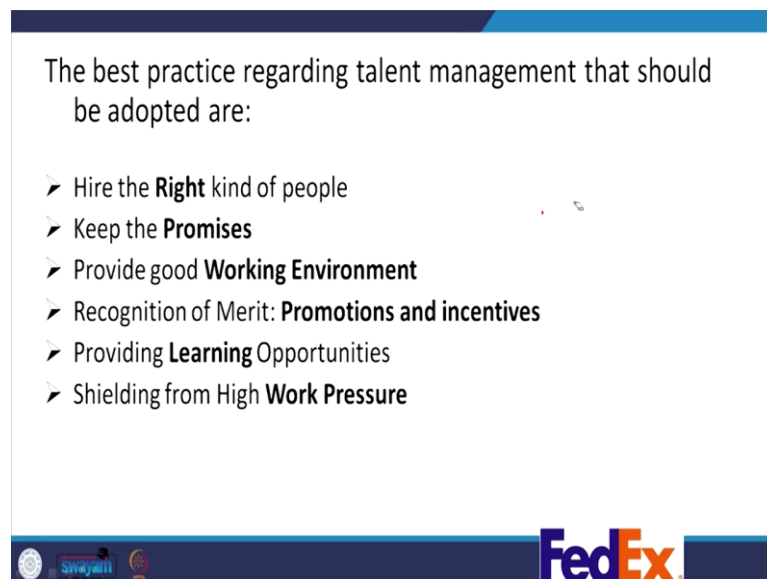 The best practice regarding talent management that should
be adopted are:
➤ Hire the Right kind of people
➤ Keep the Promises
➤ Provide good Working Environment
➤ Recognition of Merit: Promotions and incentives
➤ Providing Learning Opportunities
➤ Shielding from High Work Pressure
swayam
FedEx